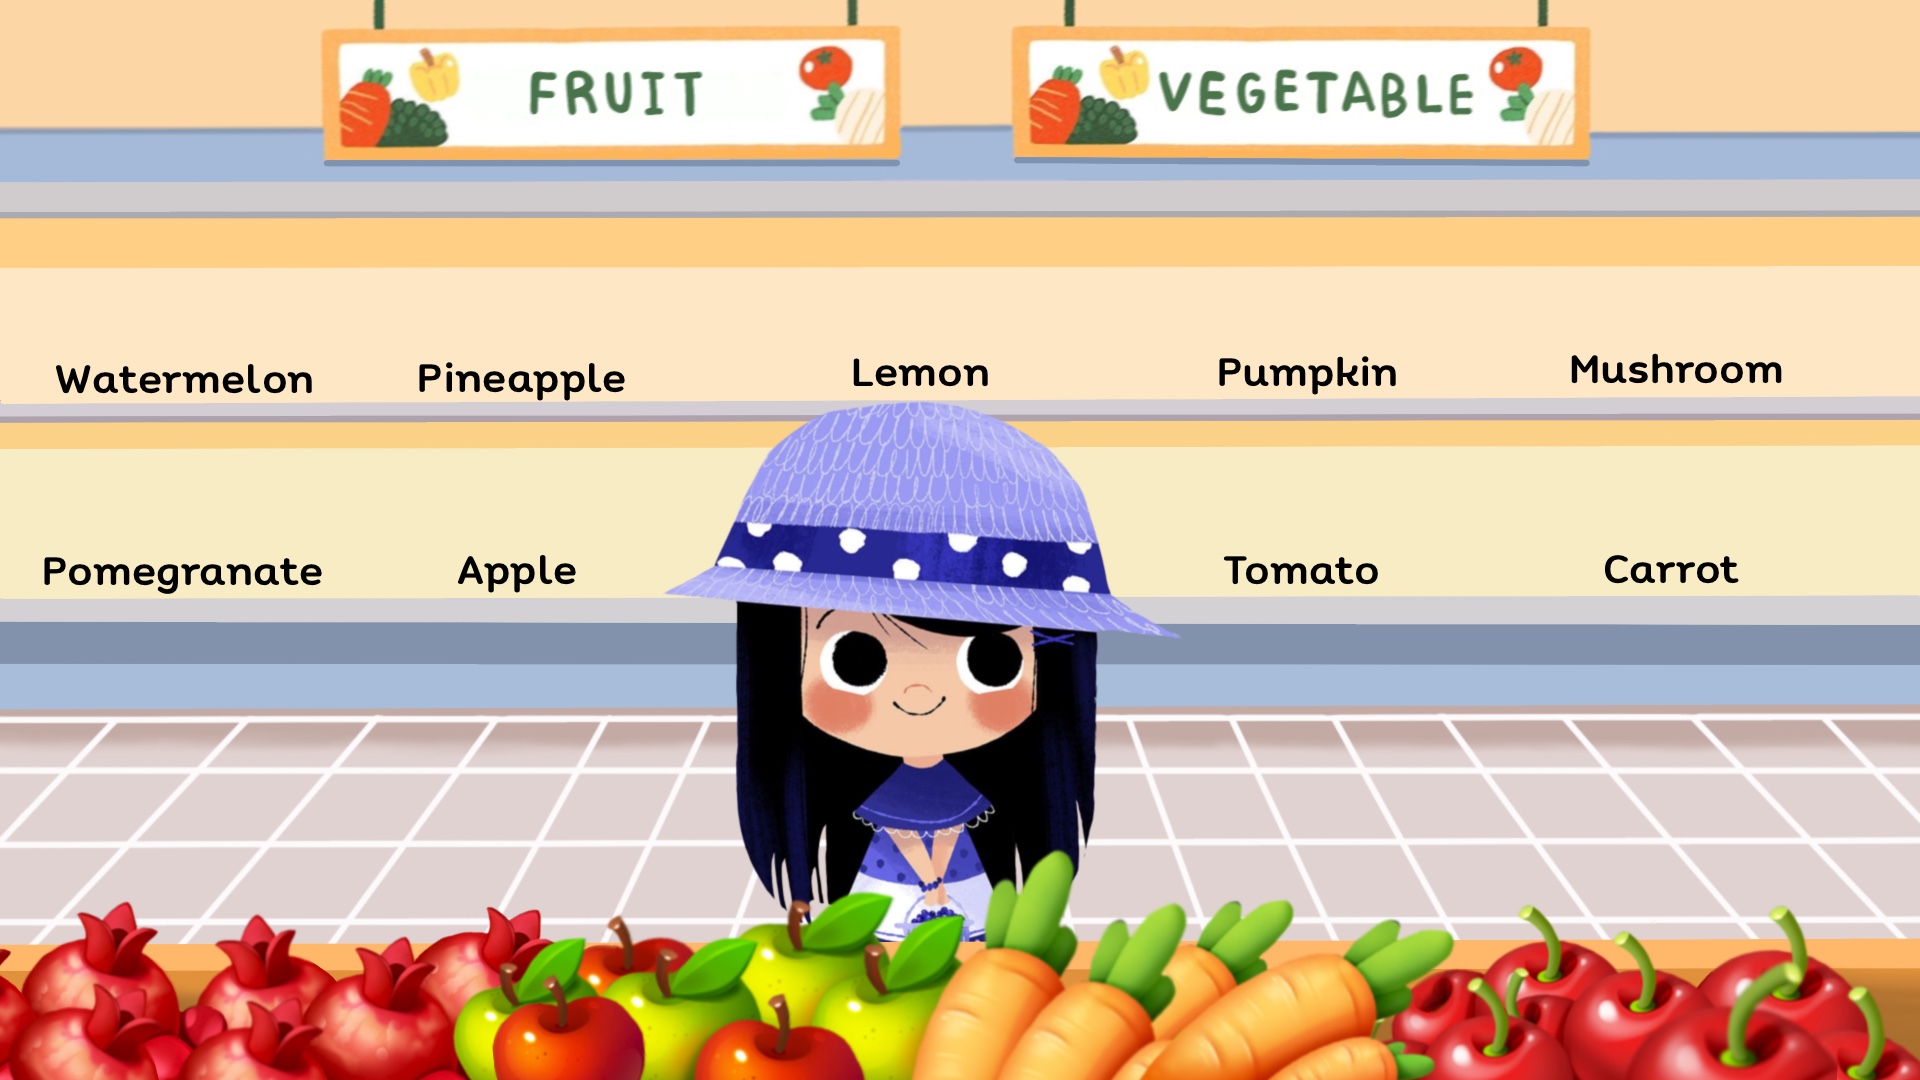 FRUIT
VEGETABLE
Watermelon
Pineapple
Lemon
Pumpkin
Mushroom
Pomegranate
Apple
Tomato
Carrot